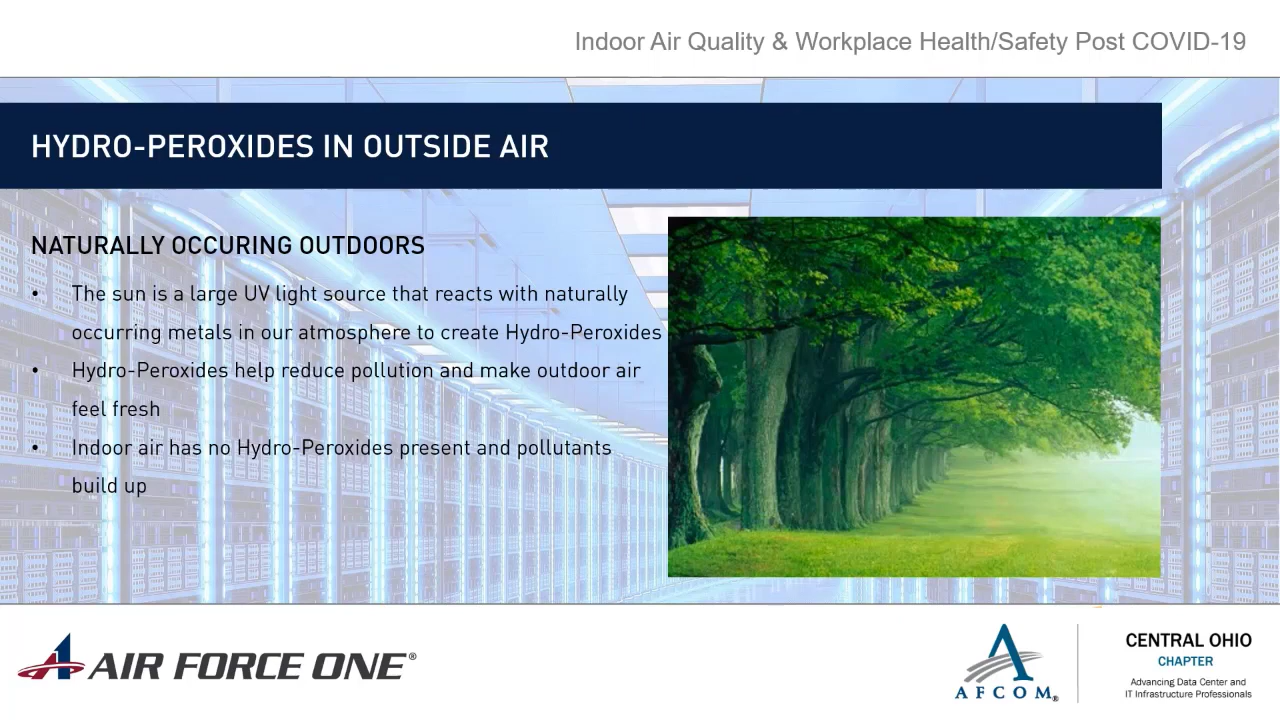 Indoor Air Quality & Workplace Health/Safety Post COVID-19
HYDRO-PEROXIDES IN OUTSIDE AIR
NATURALLY OCCURING OUTDOORS
• The sun is a large UV light source that reacts with naturally
occurring metals in our atmosphere to create Hydro-Peroxides
• Hydro-Peroxides help reduce pollution and make outdoor air
feel fresh
• Indoor air has no Hydro-Peroxides present and pollutants
build up
AIR FORCE ONE®
AFCOM®
CENTRAL OHIO
CHAPTER
Advancing Data Center and
IT Infrastructure Professionals